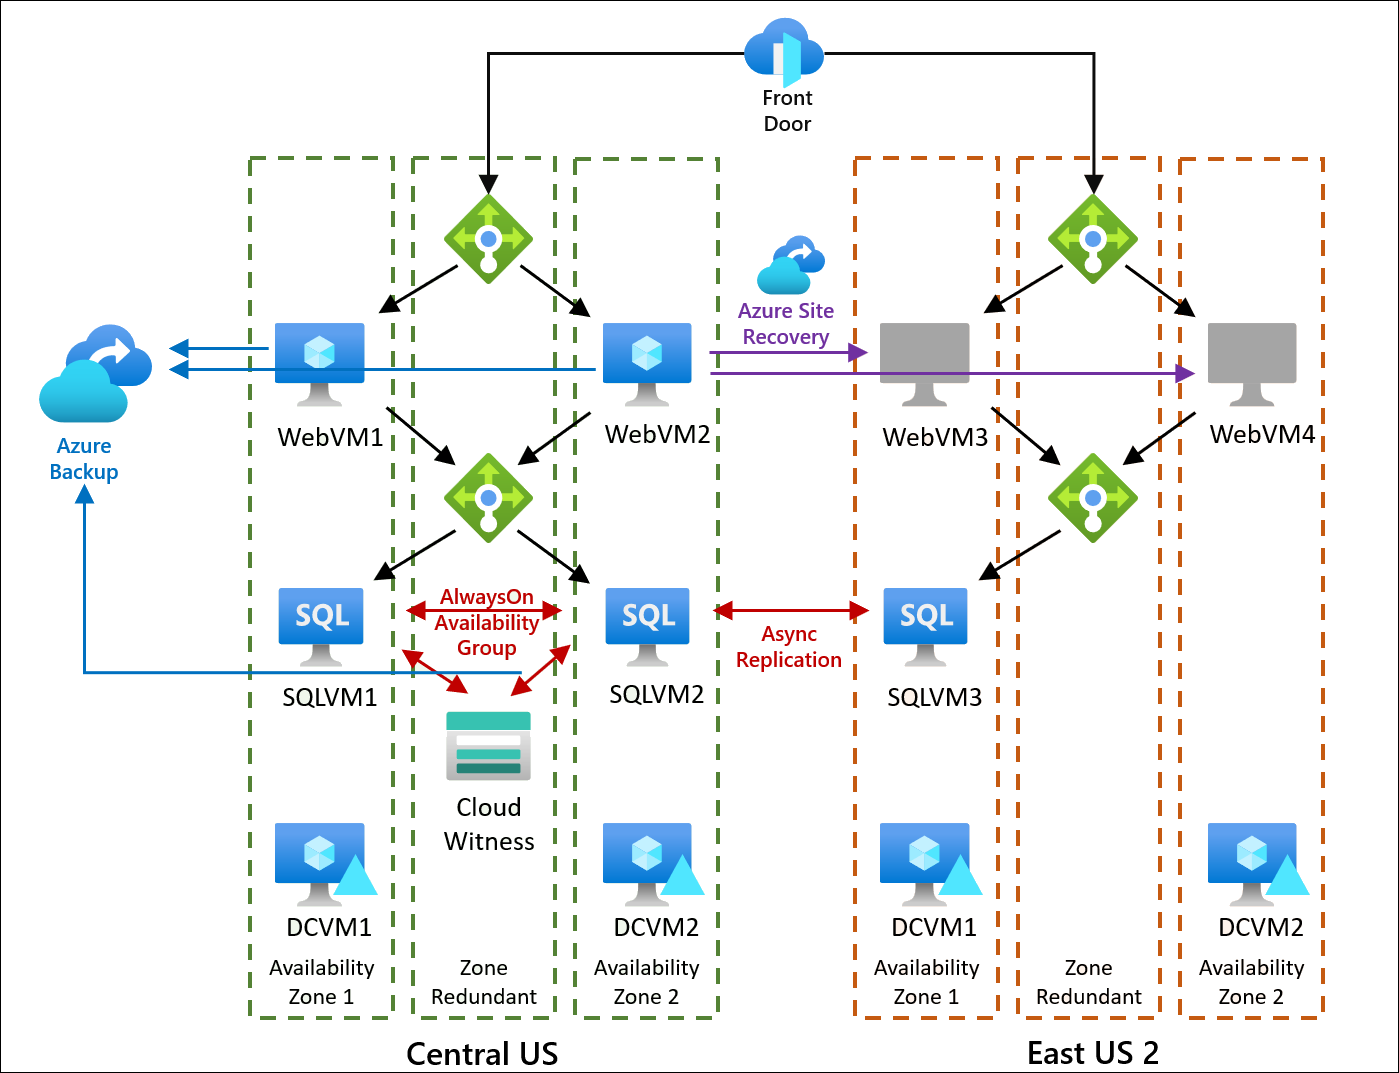 Front
Door
Azure Site
Recovery
WebVM1
WebVM2
WebVM3
WebVM4
Azure
Backup
SQL
AlwaysOn
Availability
Group
SQL
Async
Replication
SQL
SQLVM1
SQLVM2
SQLVM3
Cloud
Witness
DCVM1
DCVM2
DCVM1
DCVM2
Availability
Zone 1
Zone
Redundant
Availability
Zone 2
Availability
Zone 1
Zone
Redundant
Availability
Zone 2
Central US
East US 2